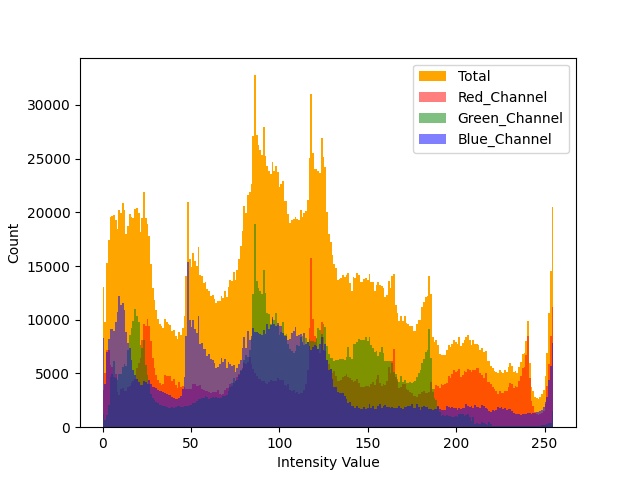 Total
Red_Channel
Green_Channel
Blue_Channel
30000
25000
20000
15000
10000
5000
0
Count
0 50 100 150 200 250
Intensity Value